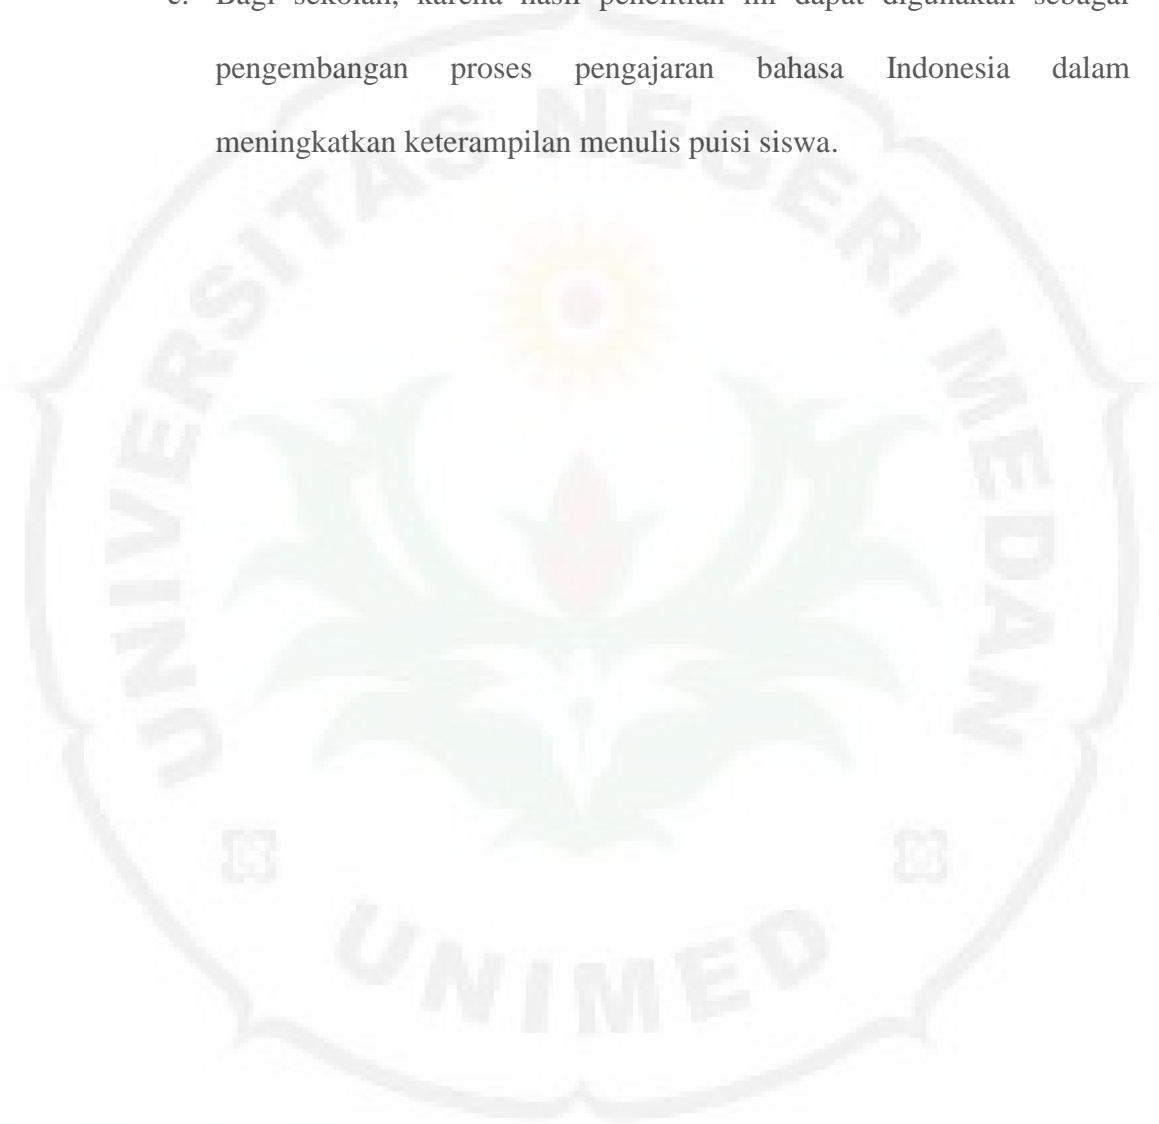 Bagi sekolah, karena hasil penelitian ini dapat digunakan sebagai
pengembangan proses pengajaran bahasa Indonesia dalam
meningkatkan keterampilan menulis puisi siswa.
UNIVERSITAS NEGERI MEDAN
UNIMED